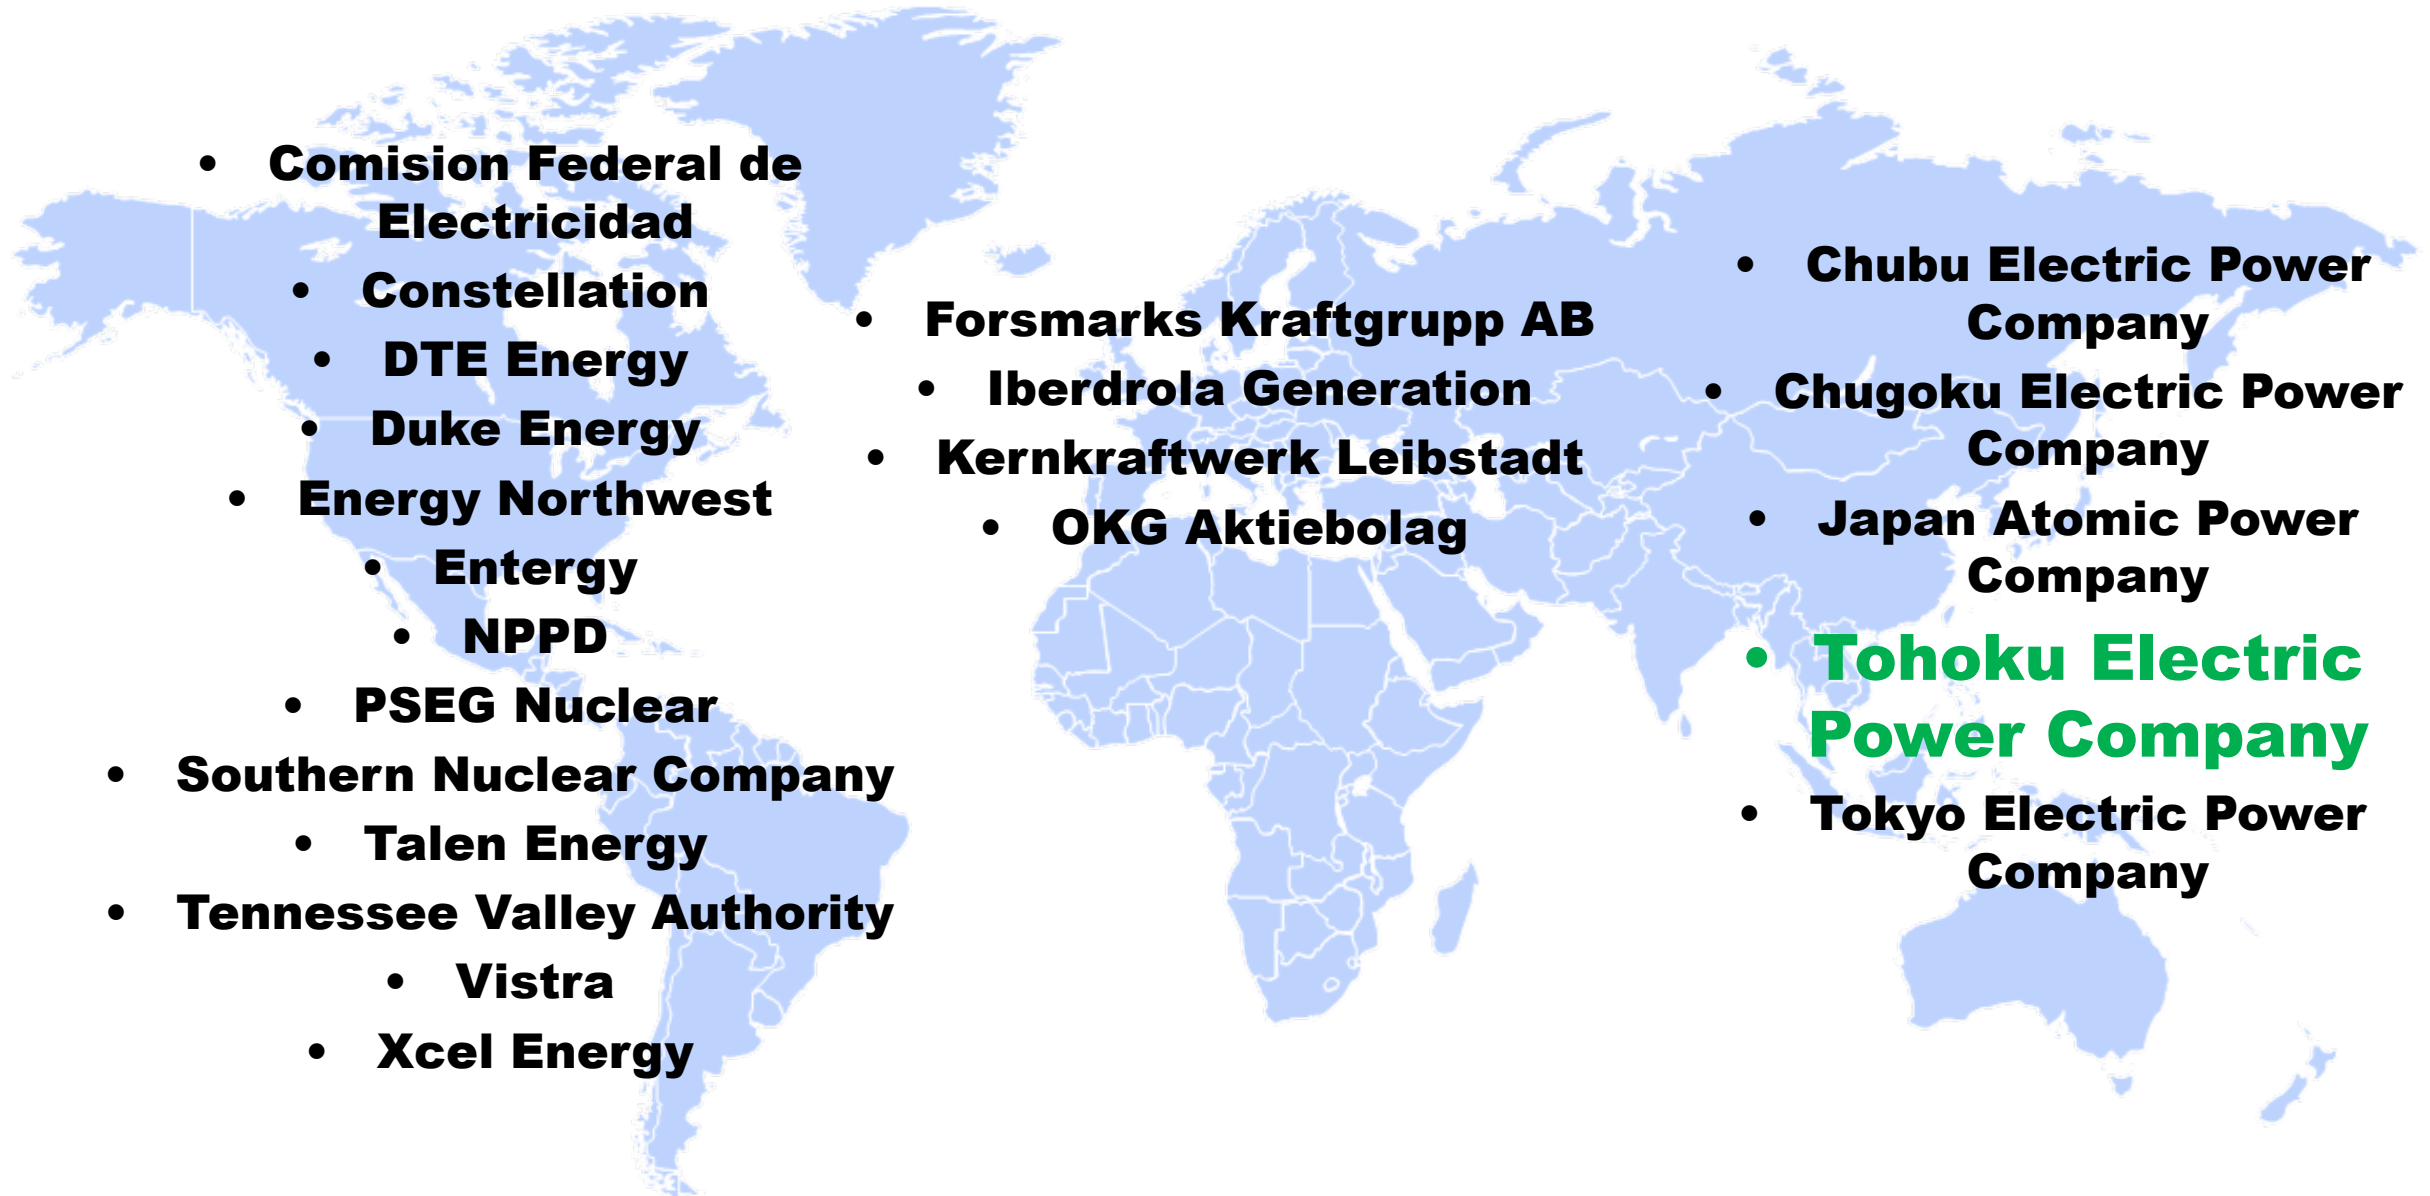 • Comision Federal de
Electricidad
• Constellation
• DTE Energy
• Duke Energy
• Energy Northwest
• Entergy
• NPPD
• PSEG Nuclear
• Southern Nuclear Company
• Talen Energy
• Tennessee Valley Authority
• Vistra
• Xcel Energy
• Forsmarks Kraftgrupp AB
• Iberdrola Generation
• Kernkraftwerk Leibstadt
• OKG Aktiebolag
• Chubu Electric Power
Company
• Chugoku Electric Power
Company
• Japan Atomic Power
Company
• Tohoku Electric
Power Company
• Tokyo Electric Power
Company